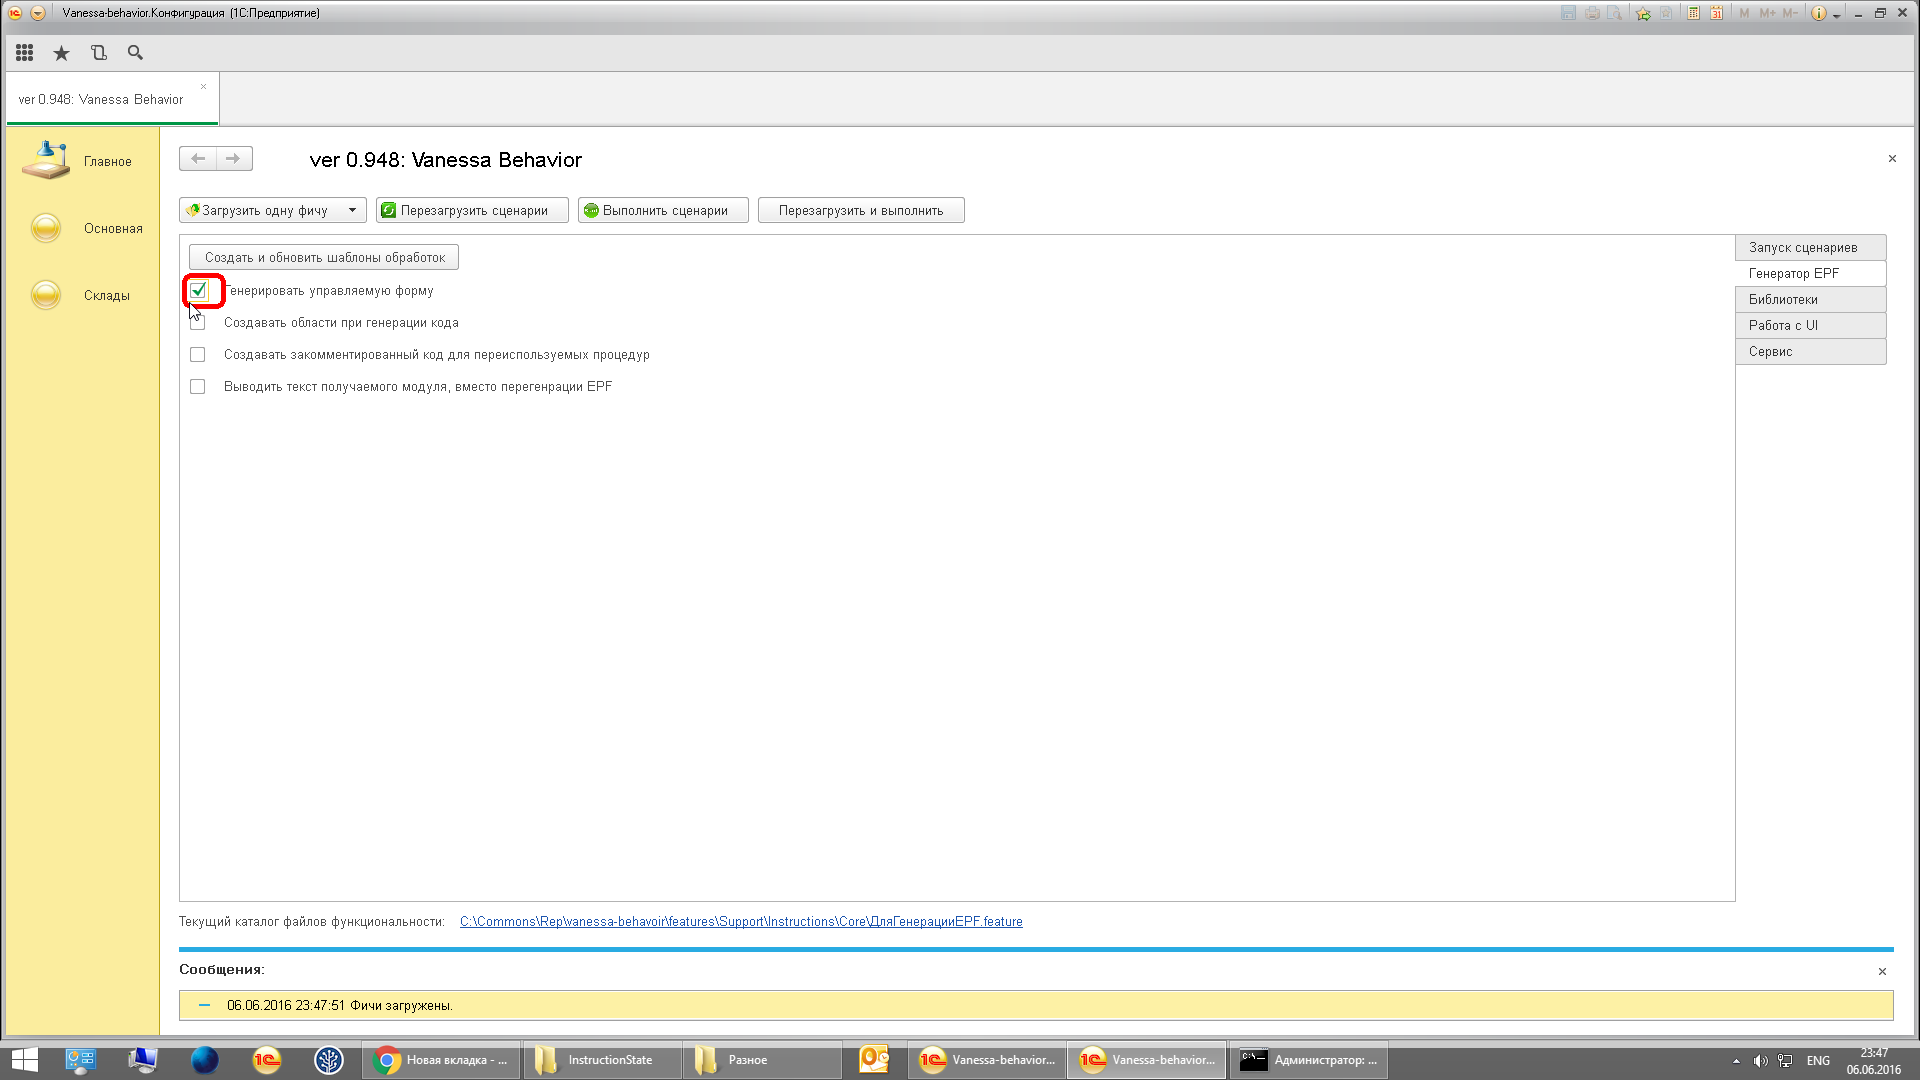 Vanessa-behavior.Конфигурация (1С:Предприятие)
M M+ M-
ver 0.948: Vanessa Behavior
Главное
Основная
Склады
ver 0.948: Vanessa Behavior
Загрузить одну фичу
Перезагрузить сценарии
Выполнить сценарии
Перезагрузить и выполнить
Создать и обновить шаблоны обработок
Генерировать управляемую форму
Создавать области при генерации кода
Создавать закомментированный код для переиспользуемых процедур
Выводить текст получаемого модуля, вместо перегенрации EPF
Запуск сценариев
Генератор EPF
Библиотеки
Работа с UI
Сервис
Текущий каталог файлов функциональности: C:\Commons\Rep\vanessa-behavoir\features\Support\Instructions\Core\ДляГенерацииEPF.feature
Сообщения:
06.06.2016 23:47:51 Фичи загружены.
Новая вкладка - ...
InstructionState
Разное
Vanessa-behavior...
Vanessa-behavior...
Администратор: ...
ENG
23:47
06.06.2016